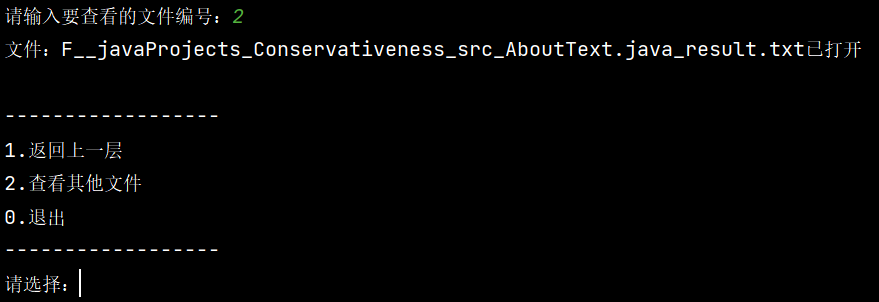 请输入要查看的文件编号：2
文件：F__javaProjects_Conservativeness_src_AboutText.java_result.txt已打开
------------------
1.返回上一层
2.查看其他文件
0.退出
------------------
请选择：